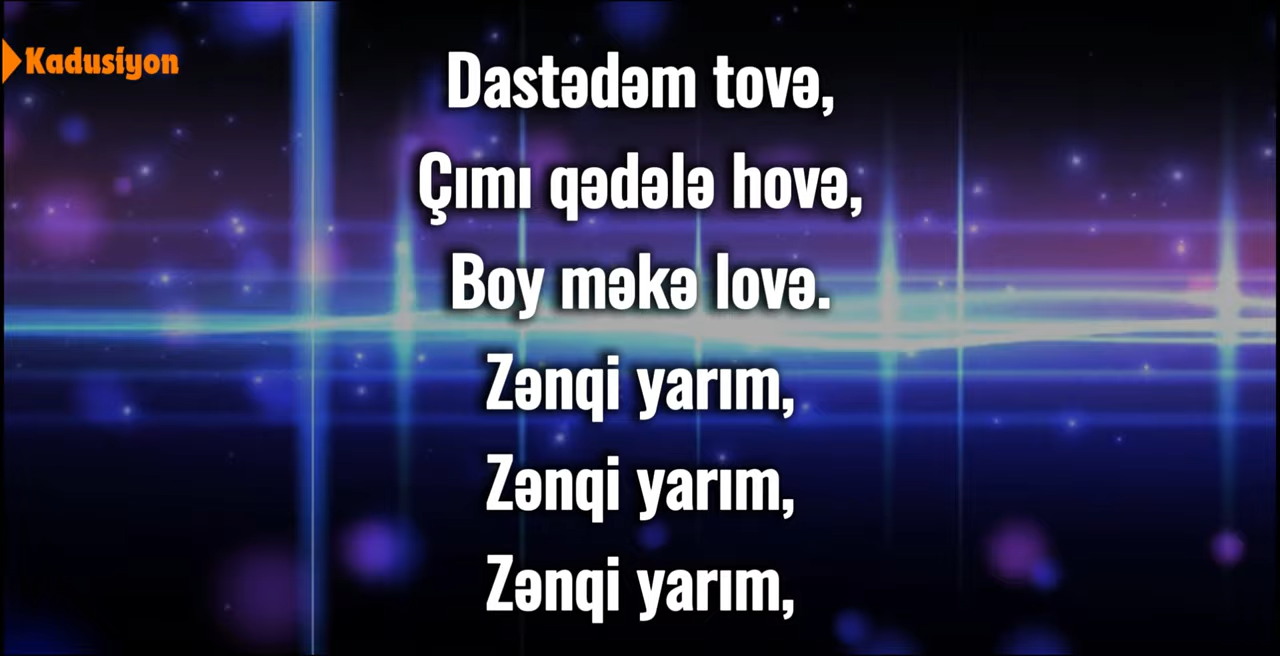 Kadusiyon
Dastədəm tovə,
Çımı qədələ hovə,
Boy məkə lovə.
Zənqi yarım,
Zənqi yarım,
Zənqi yarım,